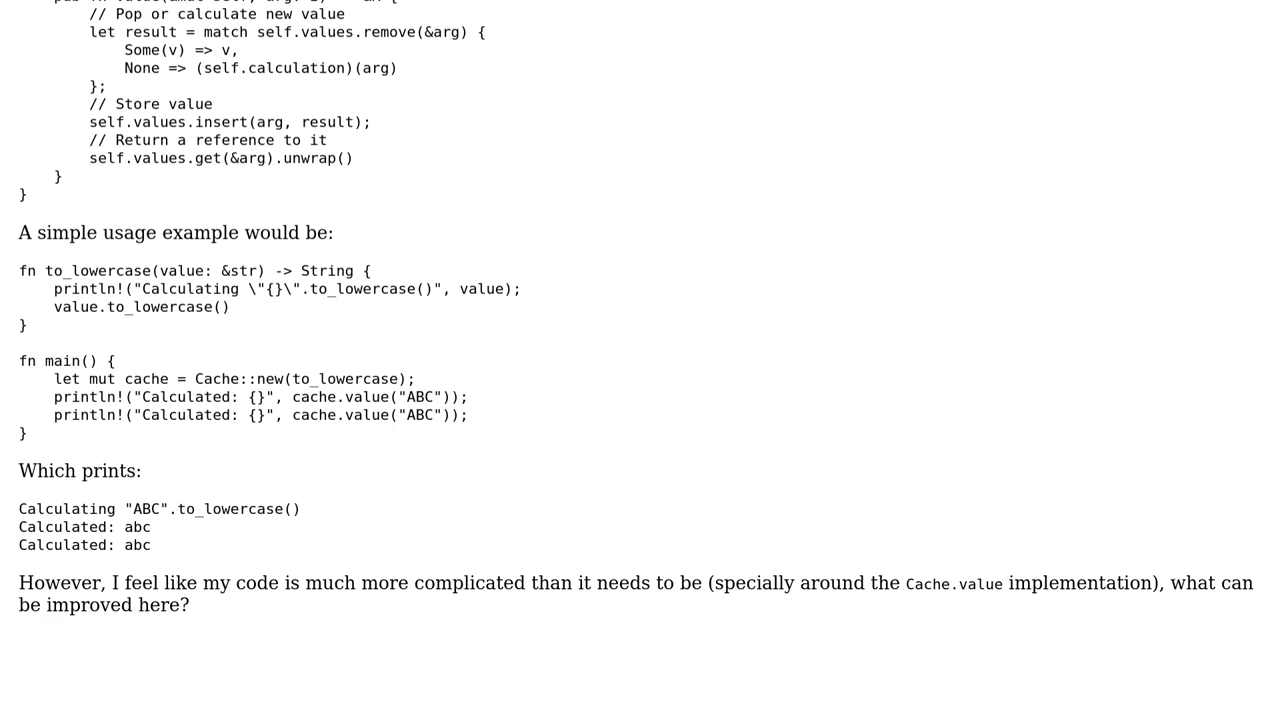 // Pop or calculate new value
        let result = match self.values.remove(&arg) {
            Some(v) => v,
            None => (self.calculation)(arg)
        };
        // Store value
        self.values.insert(arg, result);
        // Return a reference to it
        self.values.get(&arg).unwrap()
    }
}
A simple usage example would be:
fn to_lowercase(value: &str) -> String {
    println!("Calculating \"{}\".to_lowercase()", value);
    value.to_lowercase()
}
fn main() {
    let mut cache = Cache::new(to_lowercase);
    println!("Calculated: {}", cache.value("ABC"));
    println!("Calculated: {}", cache.value("ABC"));
}
Which prints:
Calculating "ABC".to_lowercase()
Calculated: abc
Calculated: abc
However, I feel like my code is much more complicated than it needs to be (specially around the Cache.value implementation), what can
be improved here?